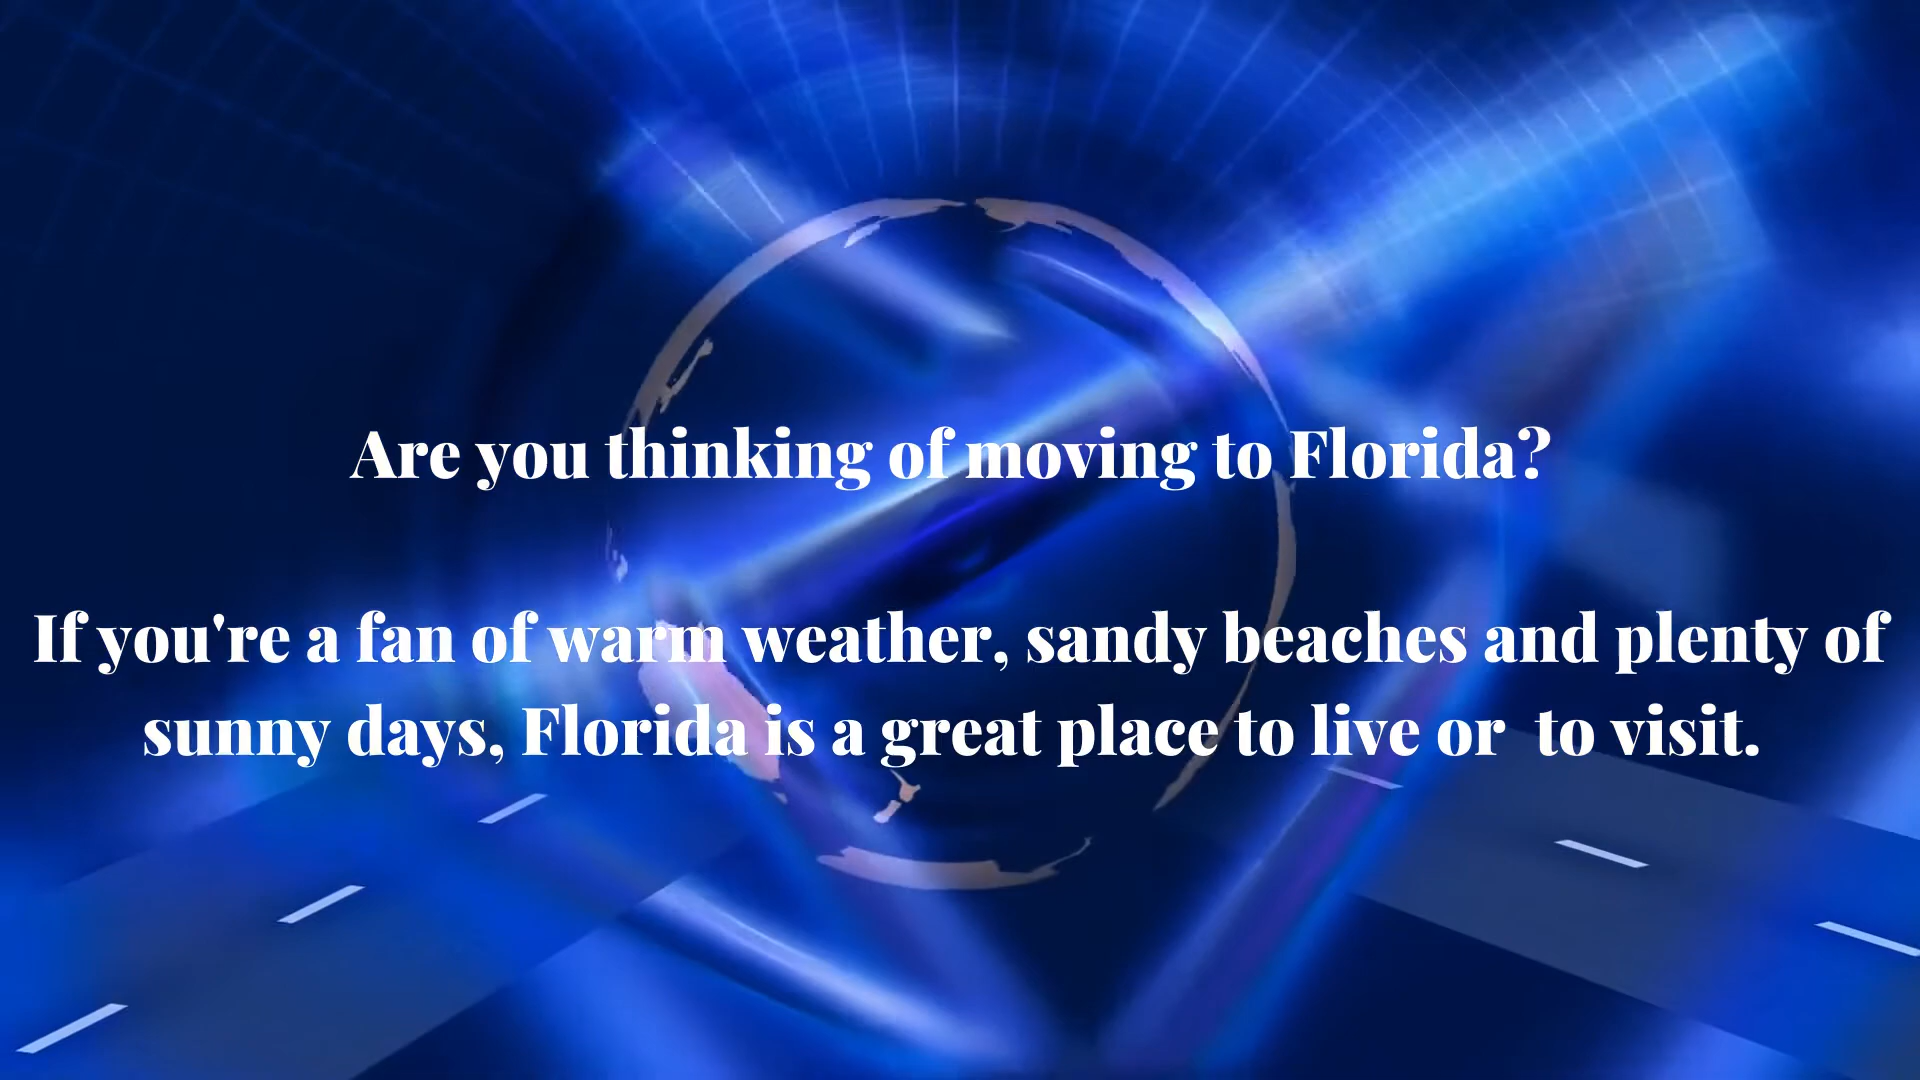 Are you thinking of moving to Florida?
If you're a fan of warm weather, sandy beaches and plenty of
sunny days, Florida is a great place to live or  to visit.